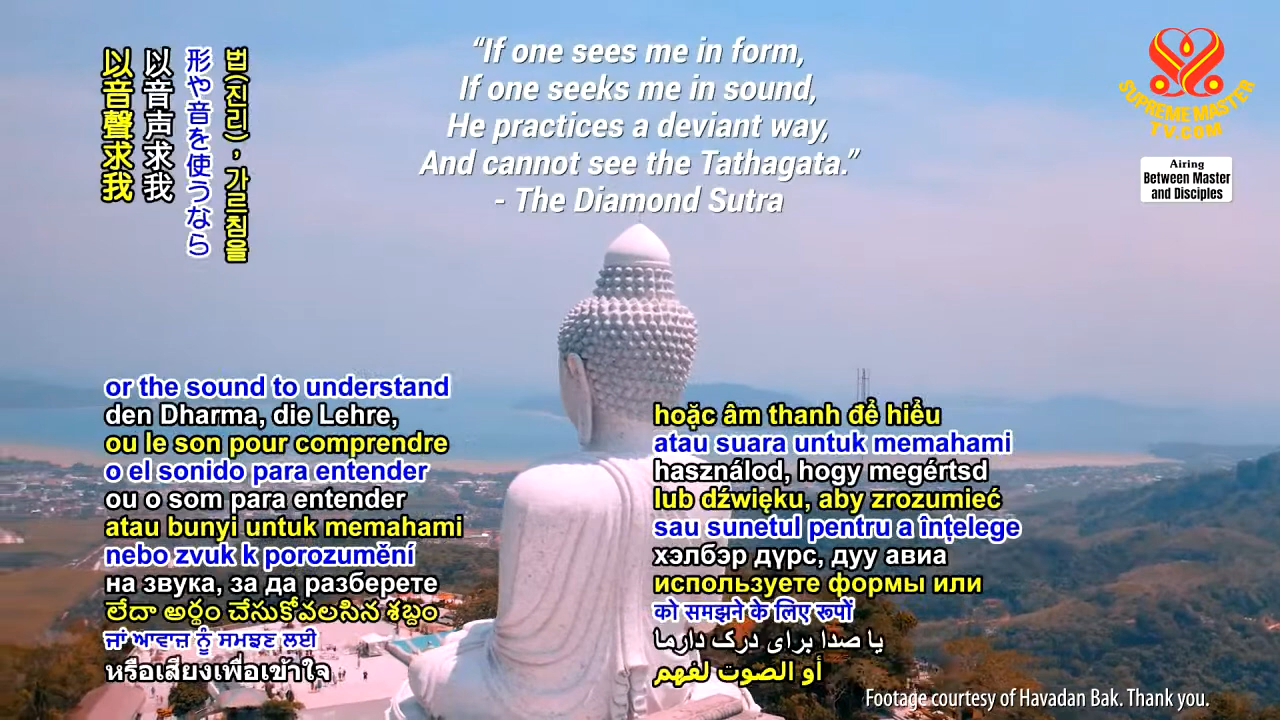 “If one sees me in form,
If one seeks me in sound,
He practices a deviant way,
And cannot see the Tathagata.”
- The Diamond Sutra
SUPREME MASTER
TV.COM
Airing
Between Master
and Disciples
以音聲求我
以音声求我
形や音を使うなら
법(진리), 가르침을
or the sound to understand
den Dharma, die Lehre,
ou le son pour comprendre
o el sonido para entender
ou o som para entender
atau bunyi untuk memahami
nebo zvuk k porozumění
на звука, за да разберете
లేదా అర్థం చేసుకోవలసిన శబ్దం
ਜਾਂ ਆਵਾਜ਼ ਨੂੰ ਸਮਝਣ ਲਈ
หรือเสียงเพื่อเข้าใจ
hoặc âm thanh để hiểu
atau suara untuk memahami
használod, hogy megértsd
lub dźwięku, aby zrozumieć
sau sunetul pentru a înțelege
хэлбэр дүрс, дуу авиа
используете формы или
को समझने के लिए रूपों
یا صدا برای درک دارما
أو الصوت لفهم
Footage courtesy of Havadan Bak. Thank you.